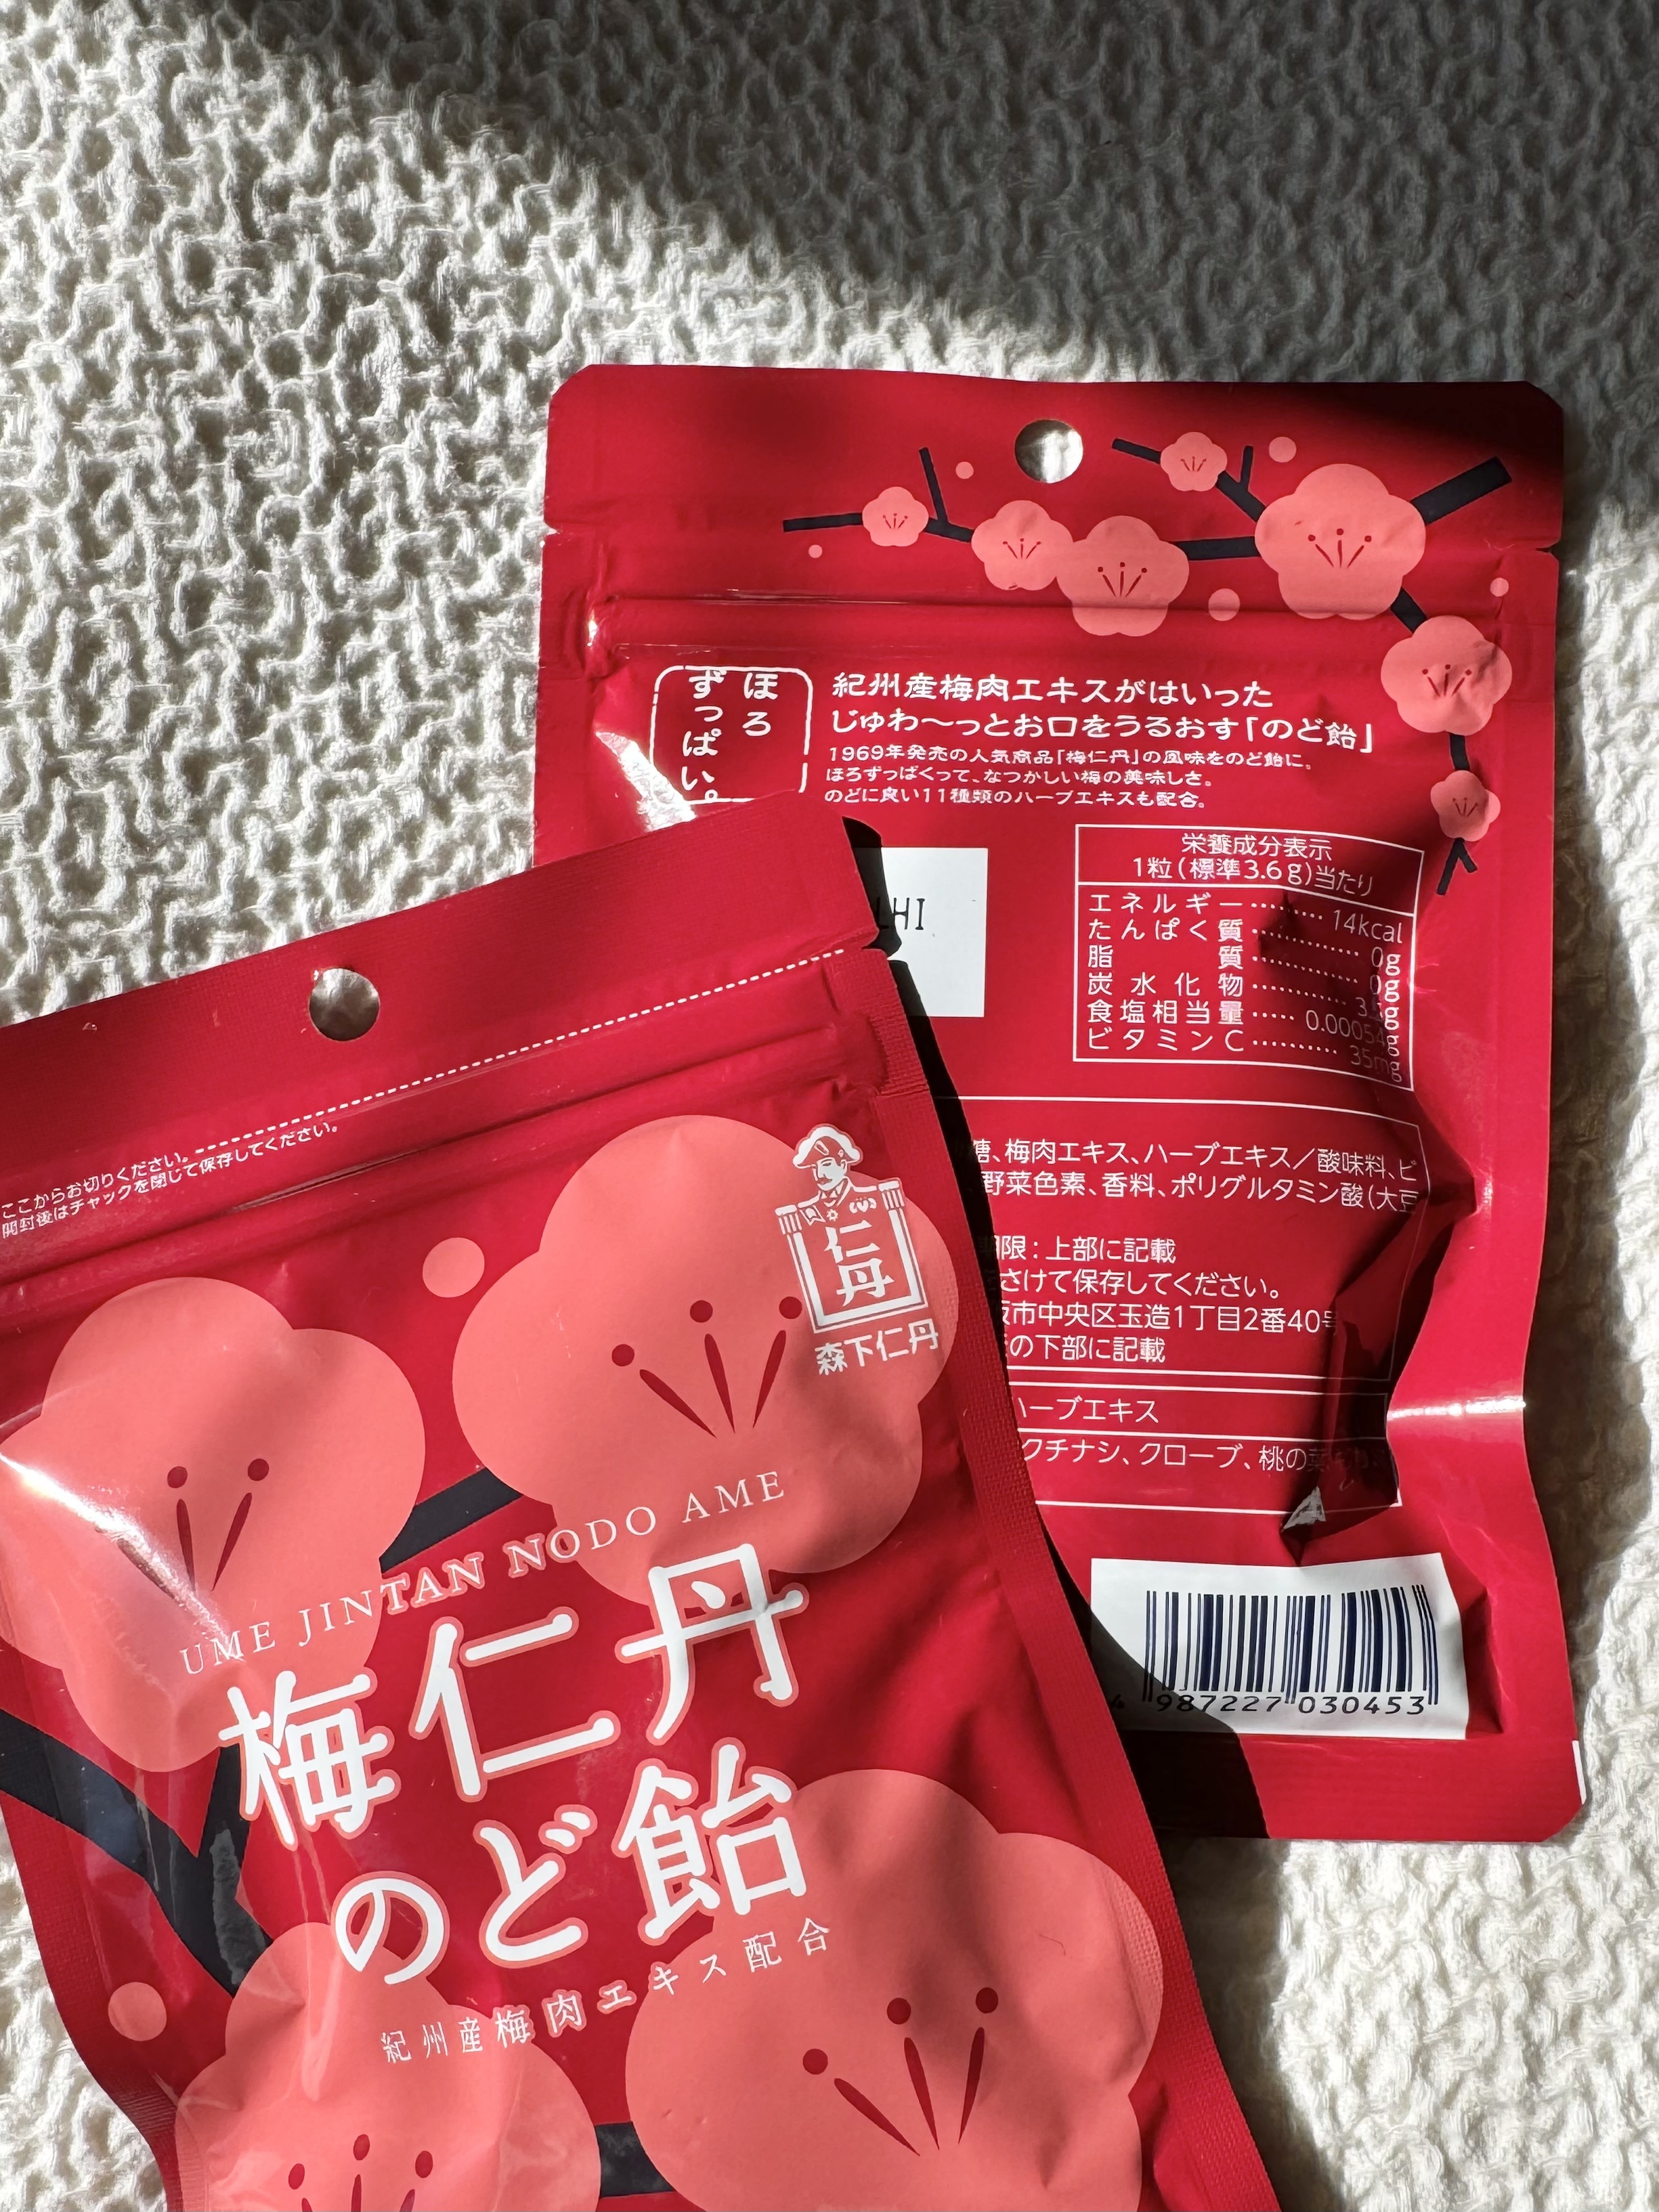 ほろ
ずっぱい。
紀州産梅肉エキスがはいった
じゅわ〜っとお口をうるおす「のど飴」
1969年発売の人気商品「梅仁丹」の風味をのど飴に。
ほろずっぱくって、なつかしい梅の美味しさ。
のどに良い11種類のハーブエキスも配合。
栄養成分表示
1粒(標準3.6g)当たり
エネルギー……… 14kcal
たんぱく質………… 0g
脂質………… 0g
炭水化物………
食塩相当量…… 0.00054g
ビタミンC……… 35mg
LHI
糖、梅肉エキス、ハーブエキス/酸味料、ビ
野菜色素、香料、ポリグルタミン酸(大豆
期限:上部に記載
さけて保存してください。
阪市中央区玉造1丁目2番40号
の下部に記載
ハーブエキス
クチナシ、クローブ、桃の葉
4 987227 030453
ここからお切りください。
開封後はチャックを閉じて保存してください。
仁丹
森下仁丹
UME JINTAN NODO AME
梅仁丹
のど飴
紀州産梅肉エキス配合